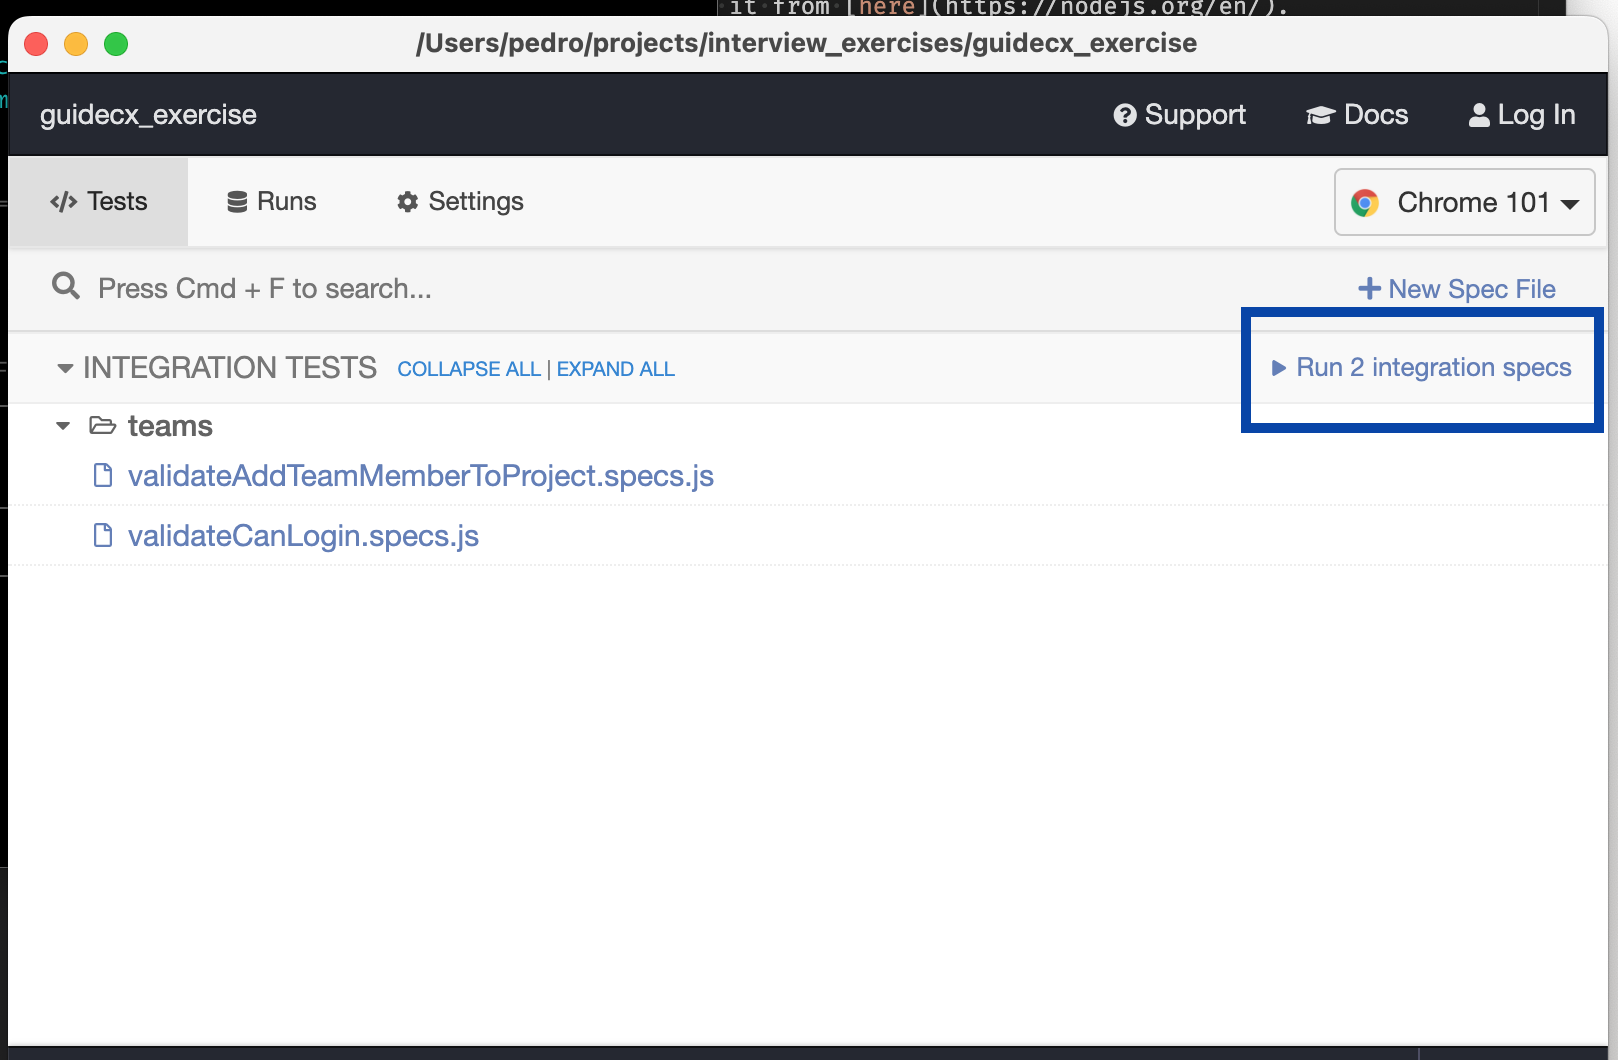 it from [here](https://nodejs.org/en/).
/Users/pedro/projects/interview_exercises/guidecx_exercise
guidecx_exercise Support Docs Log In
Tests Runs Settings Chrome 101
Press Cmd + F to search... New Spec File
INTEGRATION TESTS COLLAPSE ALL | EXPAND ALL Run 2 integration specs
teams
validateAddTeamMemberToProject.specs.js
validateCanLogin.specs.js